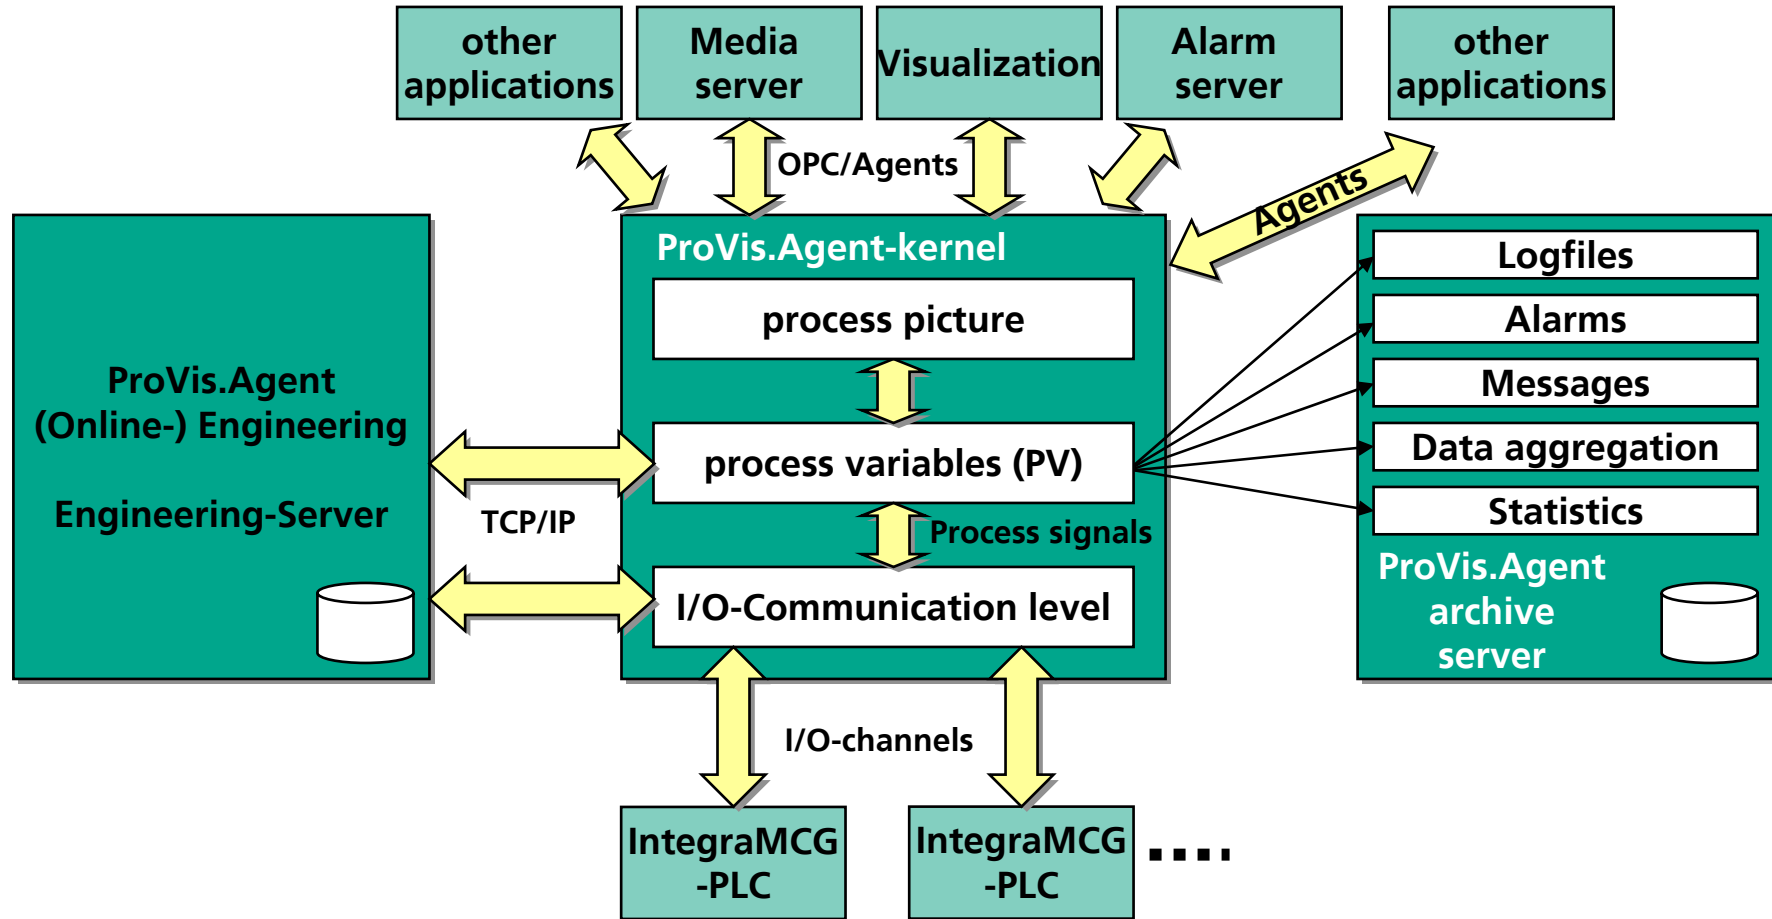 other
applications
Media
server
Visualization
Alarm
server
other
applications
OPC/Agents
Agents
ProVis.Agent
(Online-) Engineering
Engineering-Server
TCP/IP
ProVis.Agent-kernel
process picture
process variables (PV)
Process signals
I/O-Communication level
Logfiles
Alarms
Messages
Data aggregation
Statistics
ProVis.Agent
archive
server
I/O-channels
IntegraMCG
-PLC
IntegraMCG
-PLC
....